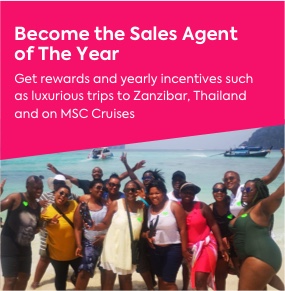 Become the Sales Agent
of The Year
Get rewards and yearly incentives such
as luxurious trips to Zanzibar, Thailand
and on MSC Cruises